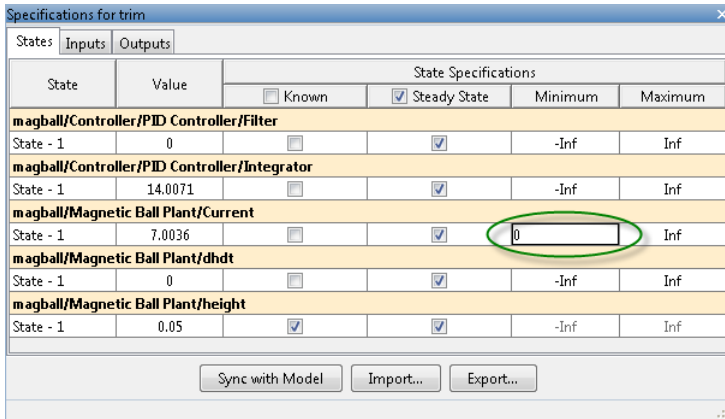 Specifications for trim
States Inputs Outputs
State Specifications
State Value Known Steady State Minimum Maximum
magball/Controller/PID Controller/Filter
State - 1 0 -Inf Inf
magball/Controller/PID Controller/Integrator
State - 1 14.0071 -Inf Inf
magball/Magnetic Ball Plant/Current
State - 1 7.0036 0 Inf
magball/Magnetic Ball Plant/dhdt
State - 1 0 -Inf Inf
magball/Magnetic Ball Plant/height
State - 1 0.05 -Inf Inf
Sync with Model Import... Export...